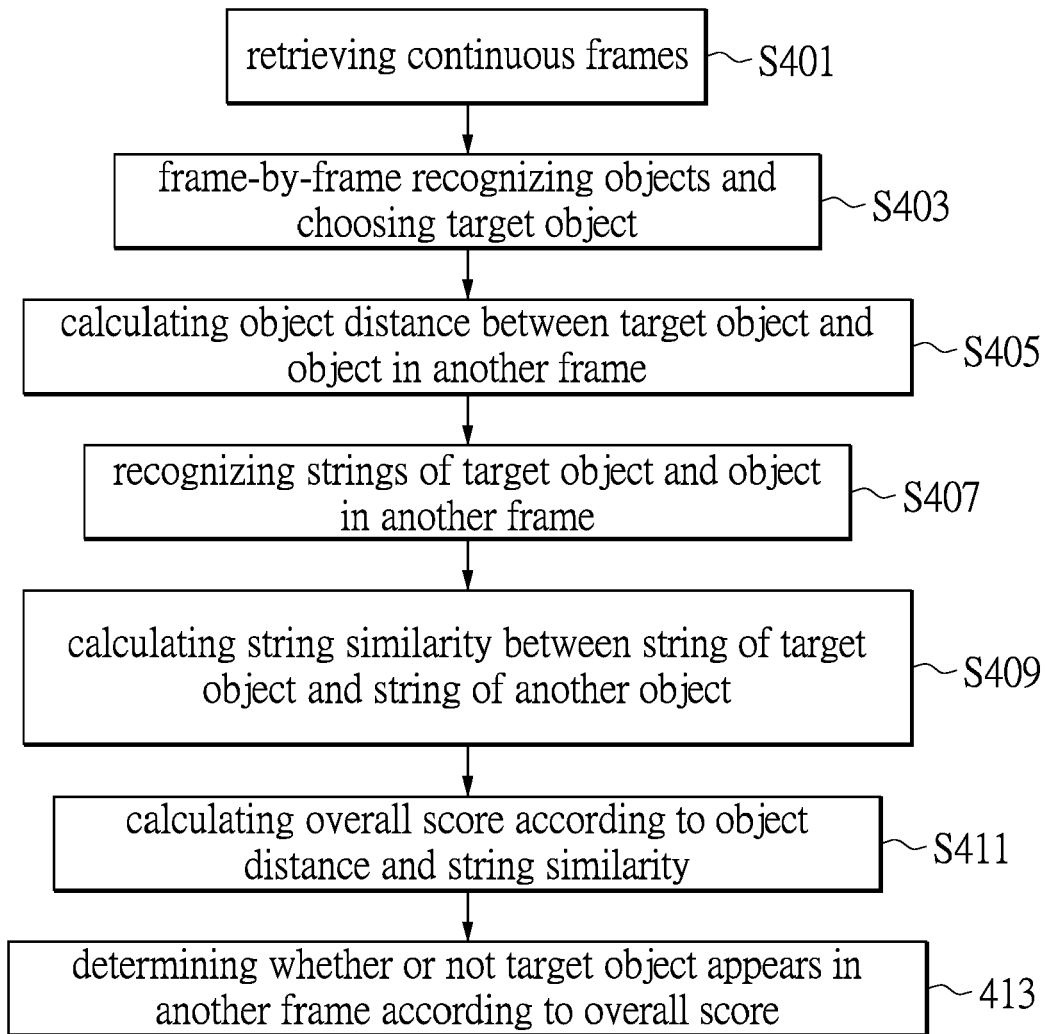 retrieving continuous frames
S401
frame-by-frame recognizing objects and
choosing target object
S403
calculating object distance between target object and
object in another frame
S405
recognizing strings of target object and object
in another frame
S407
calculating string similarity between string of target
object and string of another object
S409
calculating overall score according to object
distance and string similarity
S411
determining whether or not target object appears in
another frame according to overall score
413